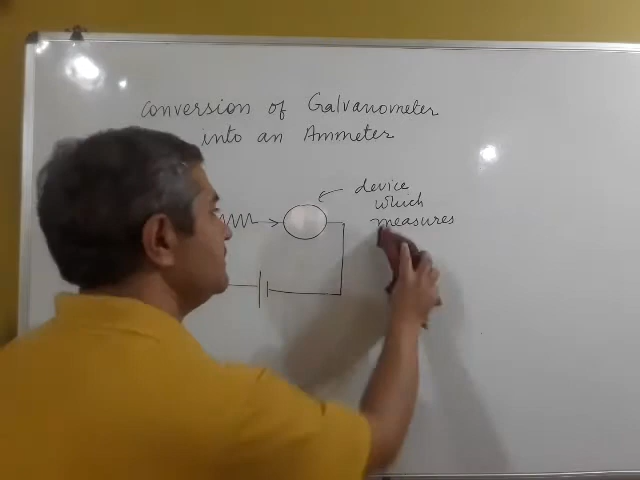 Conversion of Galvanometer
into an Ammeter
device
which
measures